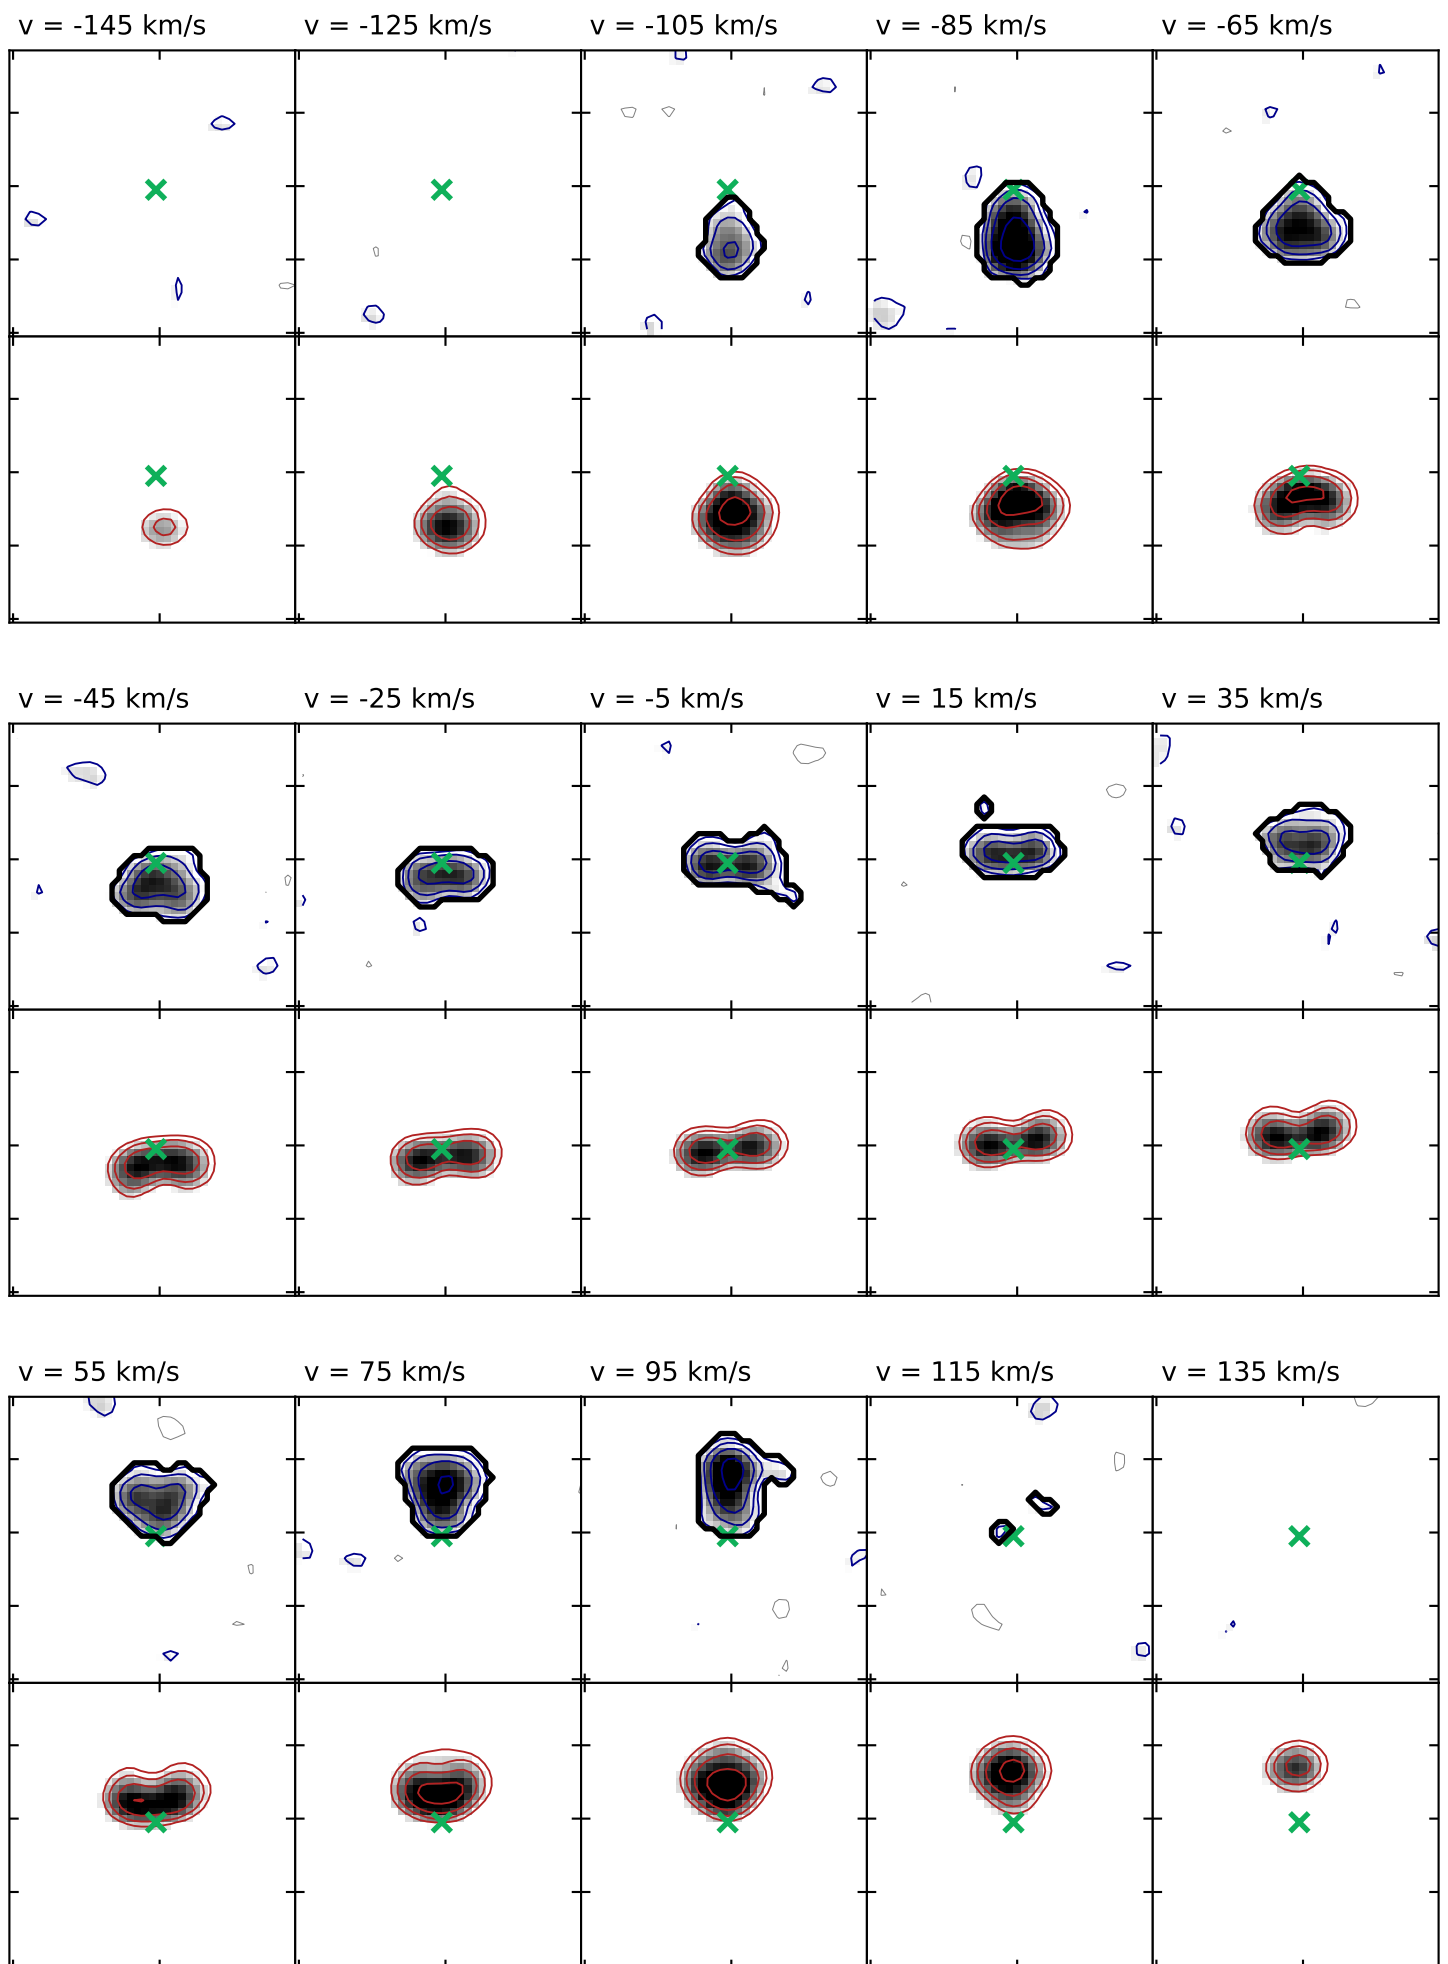 v = -145 km/s
v = -125 km/s
v = -105 km/s
v = -85 km/s
v = -65 km/s
v = -45 km/s
v = -25 km/s
v = -5 km/s
v = 15 km/s
v = 35 km/s
v = 55 km/s
v = 75 km/s
v = 95 km/s
v = 115 km/s
v = 135 km/s